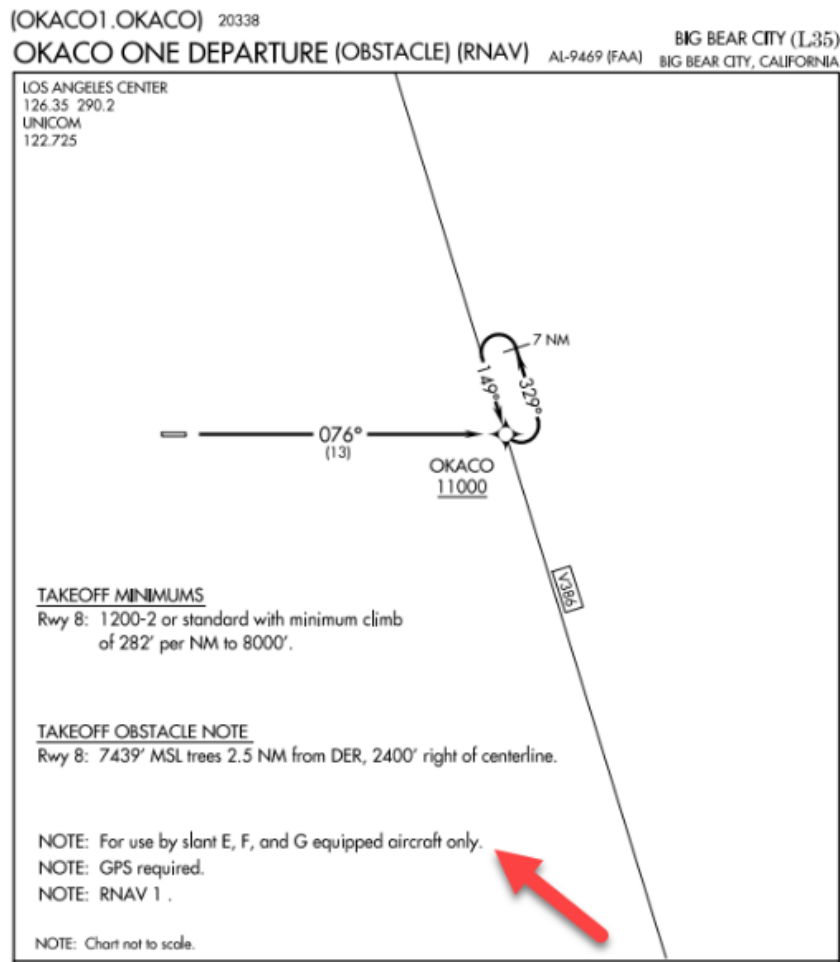 (OKACO1.OKACO) 20338
OKACO ONE DEPARTURE (OBSTACLE) (RNAV) AL-9469 (FAA)
BIG BEAR CITY (L35)
BIG BEAR CITY, CALIFORNIA
LOS ANGELES CENTER
126.35 290.2
UNICOM
122.725
7 NM
149°
329°
076°
(13)
OKACO
11000
V386
TAKEOFF MINIMUMS
Rwy 8: 1200-2 or standard with minimum climb
of 282' per NM to 8000'.
TAKEOFF OBSTACLE NOTE
Rwy 8: 7439' MSL trees 2.5 NM from DER, 2400' right of centerline.
NOTE: For use by slant E, F, and G equipped aircraft only.
NOTE: GPS required.
NOTE: RNAV 1 .
NOTE: Chart not to scale.